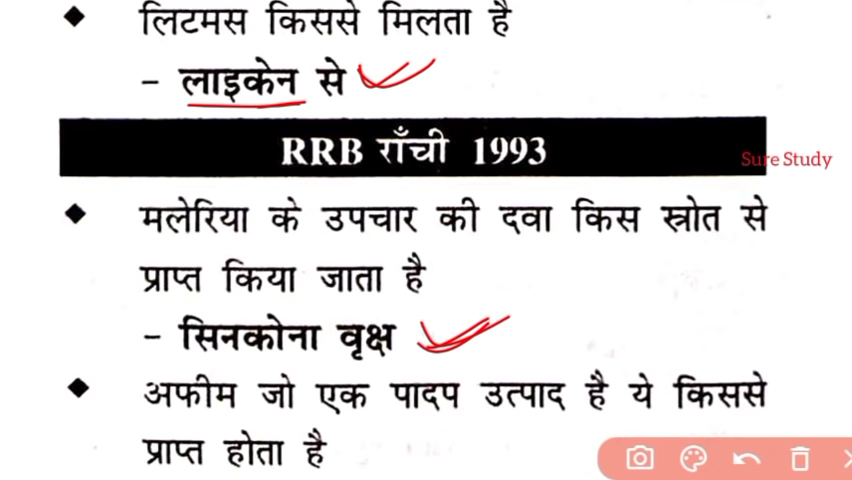 ◆ लिटमस किससे मिलता है
– लाइकेन से
RRB राँची 1993
Sure Study
◆ मलेरिया के उपचार की दवा किस स्रोत से
प्राप्त किया जाता है
– सिनकोना वृक्ष
◆ अफीम जो एक पादप उत्पाद है ये किससे
प्राप्त होता है